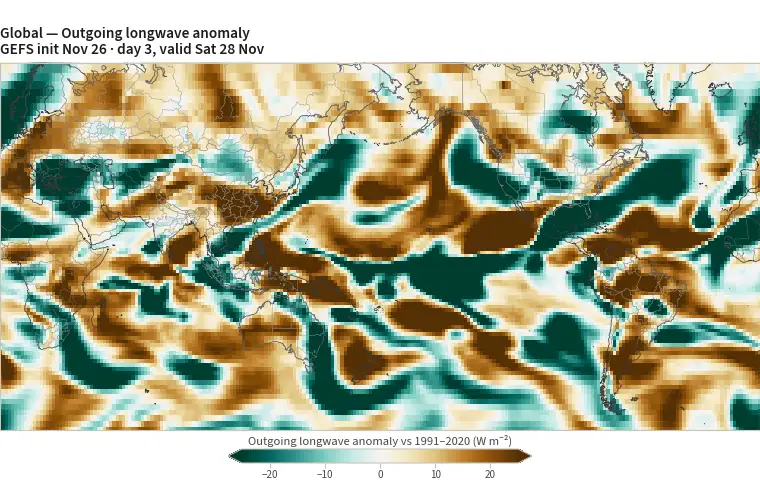 Global — Outgoing longwave anomaly
GEFS init Nov 26 · day 3, valid Sat 28 Nov
Outgoing longwave anomaly vs 1991–2020 (W m⁻²)
−20 −10 0 10 20